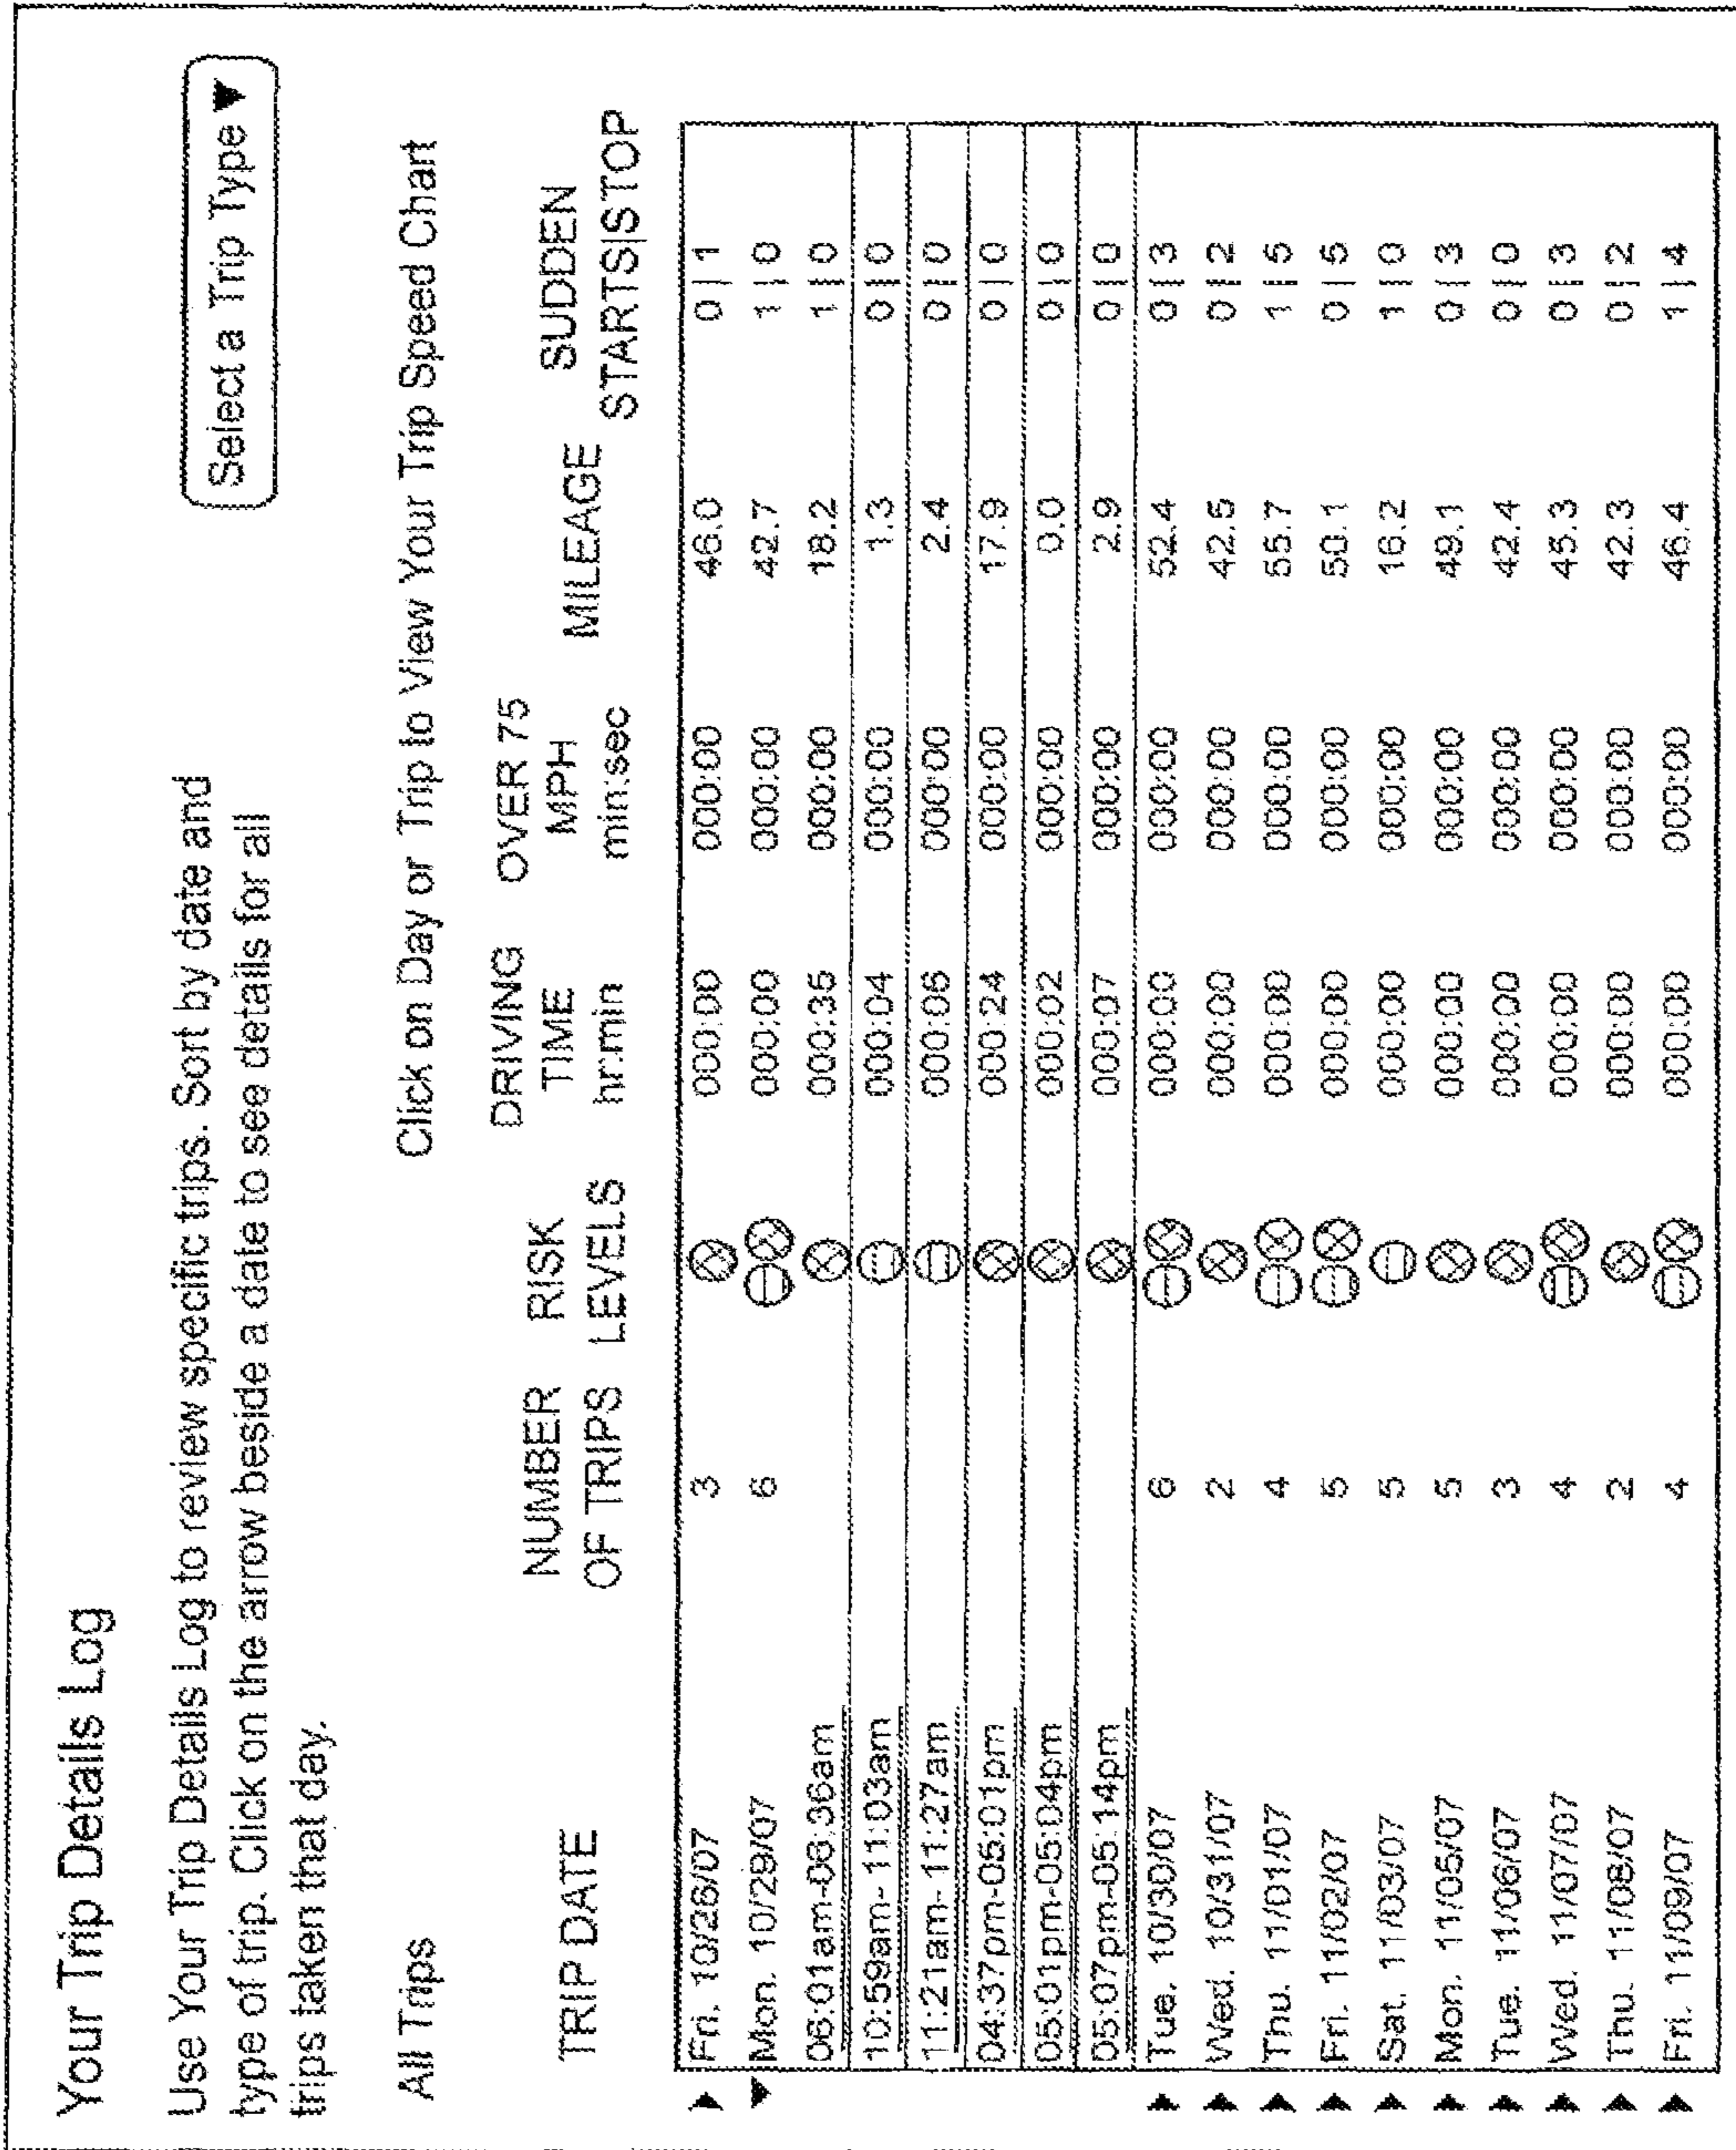 Your Trip Details Log
Use Your Trip Details Log to review specific trips. Sort by date and
type of trip. Click on the arrow beside a date to see details for all
trips taken that day.
Select a Trip Type ▼
All Trips
Click on Day or Trip to View Your Trip Speed Chart
TRIP DATE NUMBER OF TRIPS RISK LEVELS DRIVING TIME hr:min OVER 75 MPH min:sec MILEAGE SUDDEN STARTS|STOP
Fri. 10/26/07 3 000:00 000:00 46.0 0|1
Mon. 10/29/07 6 000:00 000:00 42.7 1|0
06:01am-06:36am 000:35 000:00 18.2 1|0
10:59am-11:03am 000:04 000:00 1.3 0|0
11:21am-11:27am 000:06 000:00 2.4 0|0
04:37pm-05:01pm 000:24 000:00 17.9 0|0
05:01pm-05:04pm 000:02 000:00 0.0 0|0
05:07pm-05:14pm 000:07 000:00 2.9 0|0
Tue. 10/30/07 6 000:00 000:00 52.4 0|3
Wed. 10/31/07 2 000:00 000:00 42.5 0|2
Thu. 11/01/07 4 000:00 000:00 55.7 1|5
Fri. 11/02/07 5 000:00 000:00 50.1 0|5
Sat. 11/03/07 5 000:00 000:00 16.2 1|0
Mon. 11/05/07 5 000:00 000:00 49.1 0|3
Tue. 11/06/07 3 000:00 000:00 42.4 0|0
Wed. 11/07/07 4 000:00 000:00 45.3 0|3
Thu. 11/08/07 2 000:00 000:00 42.3 0|2
Fri. 11/09/07 4 000:00 000:00 46.4 1|4